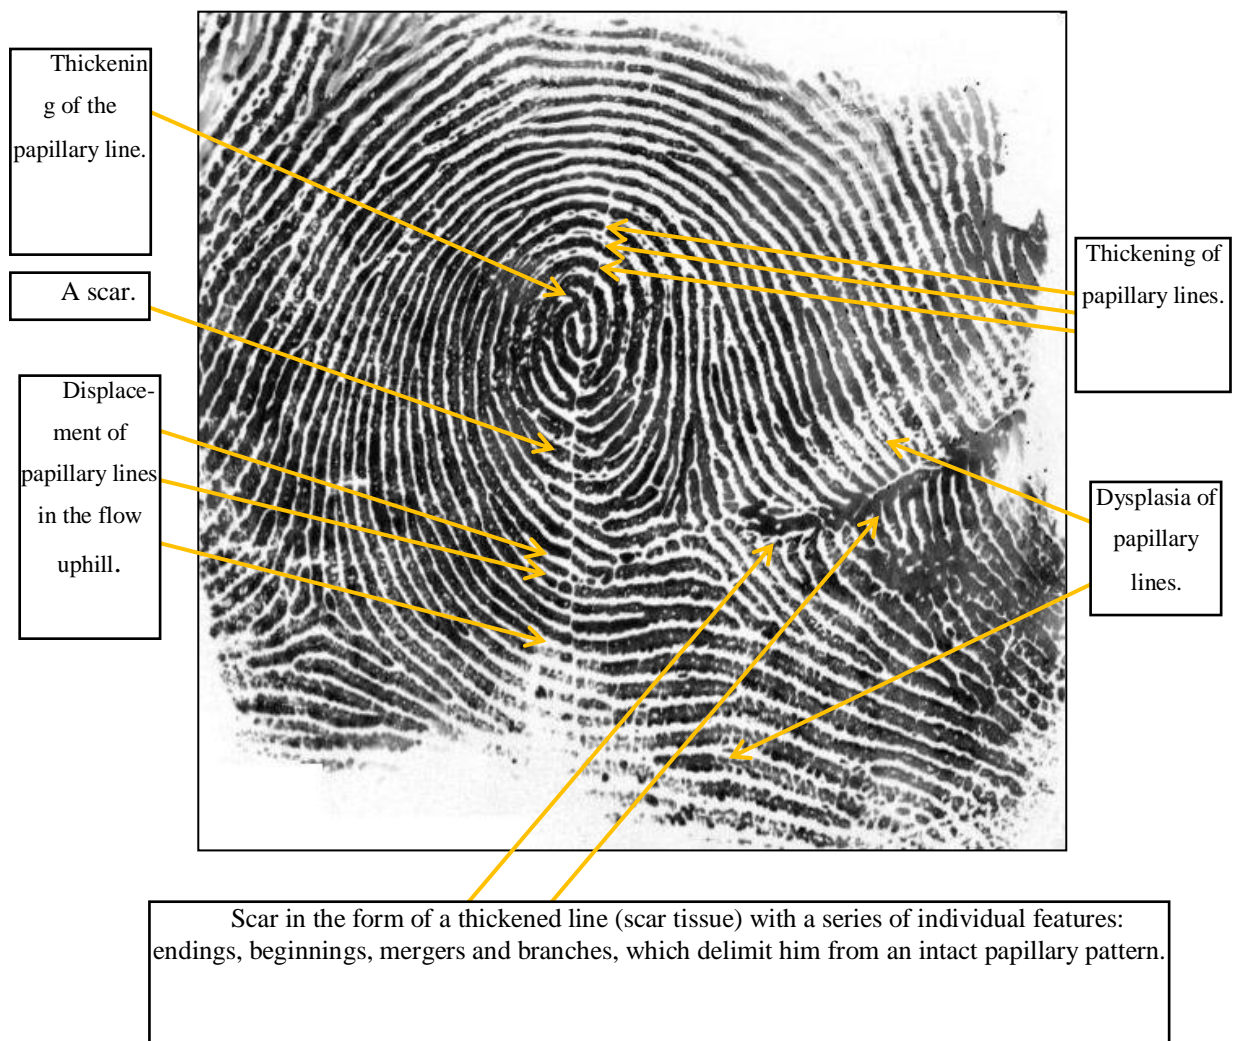 Thickenin
g of the
papillary line.
A scar.
Displace-
ment of
papillary lines
in the flow
uphill.
Thickening of
papillary lines.
Dysplasia of
papillary
lines.
Scar in the form of a thickened line (scar tissue) with a series of individual features:
endings, beginnings, mergers and branches, which delimit him from an intact papillary pattern.